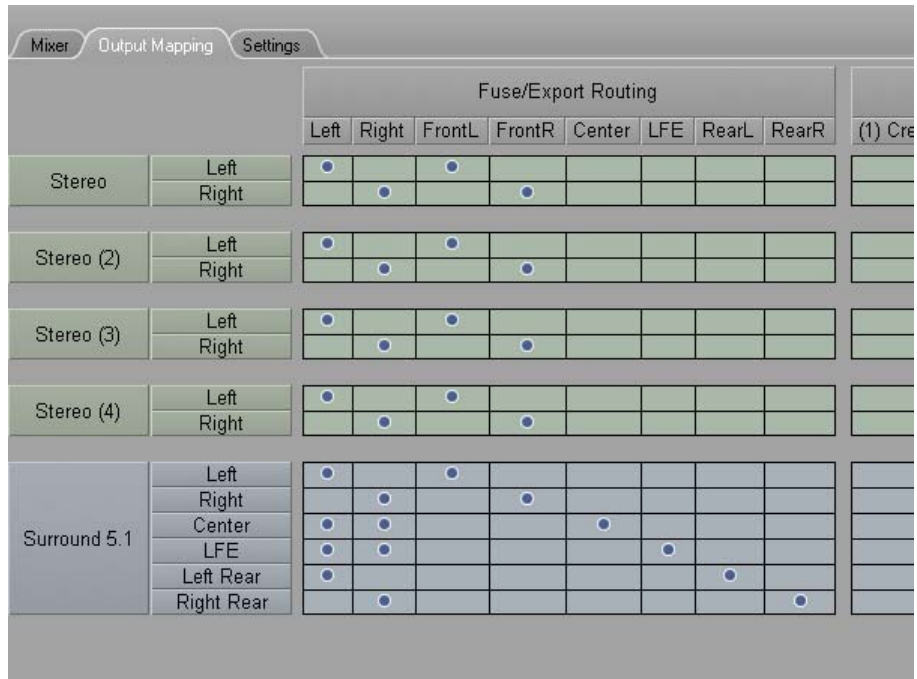 Mixer Output Mapping Settings
Fuse/Export Routing
Left Right FrontL FrontR Center LFE RearL RearR (1) Cre
Stereo
Left
Right
Stereo (2)
Left
Right
Stereo (3)
Left
Right
Stereo (4)
Left
Right
Surround 5.1
Left
Right
Center
LFE
Left Rear
Right Rear